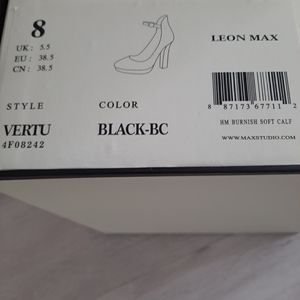 8
LEON MAX
UK : 5.5
EU : 38.5
CN : 38.5
STYLE
COLOR
8 87173 67711 2
VERTU
BLACK-BC
HM BURNISH SOFT CALF
4F08242
WWW.MAXSTUDIO.COM